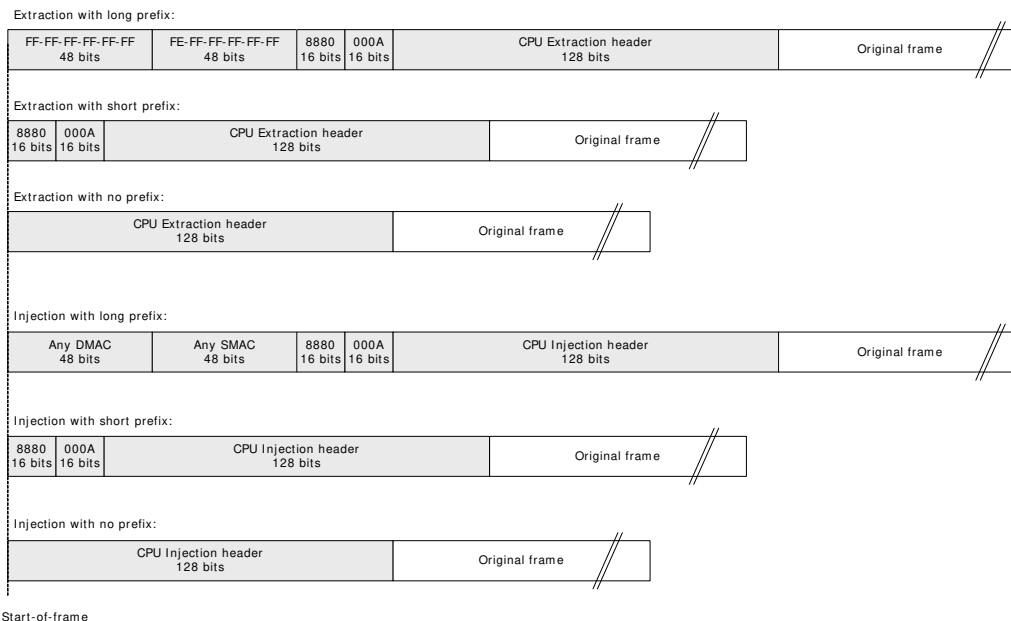 Extraction with long prefix:
FF-FF-FF-FF-FF-FF FE-FF-FF-FF-FF-FF 8880 000A CPU Extraction header Original frame
48 bits 48 bits 16 bits 16 bits 128 bits
Extraction with short prefix:
8880 000A CPU Extraction header Original frame
16 bits 16 bits 128 bits
Extraction with no prefix:
CPU Extraction header Original frame
128 bits
Injection with long prefix:
Any DMAC Any SMAC 8880 000A CPU Injection header Original frame
48 bits 48 bits 16 bits 16 bits 128 bits
Injection with short prefix:
8880 000A CPU Injection header Original frame
16 bits 16 bits 128 bits
Injection with no prefix:
CPU Injection header Original frame
128 bits
Start-of-frame